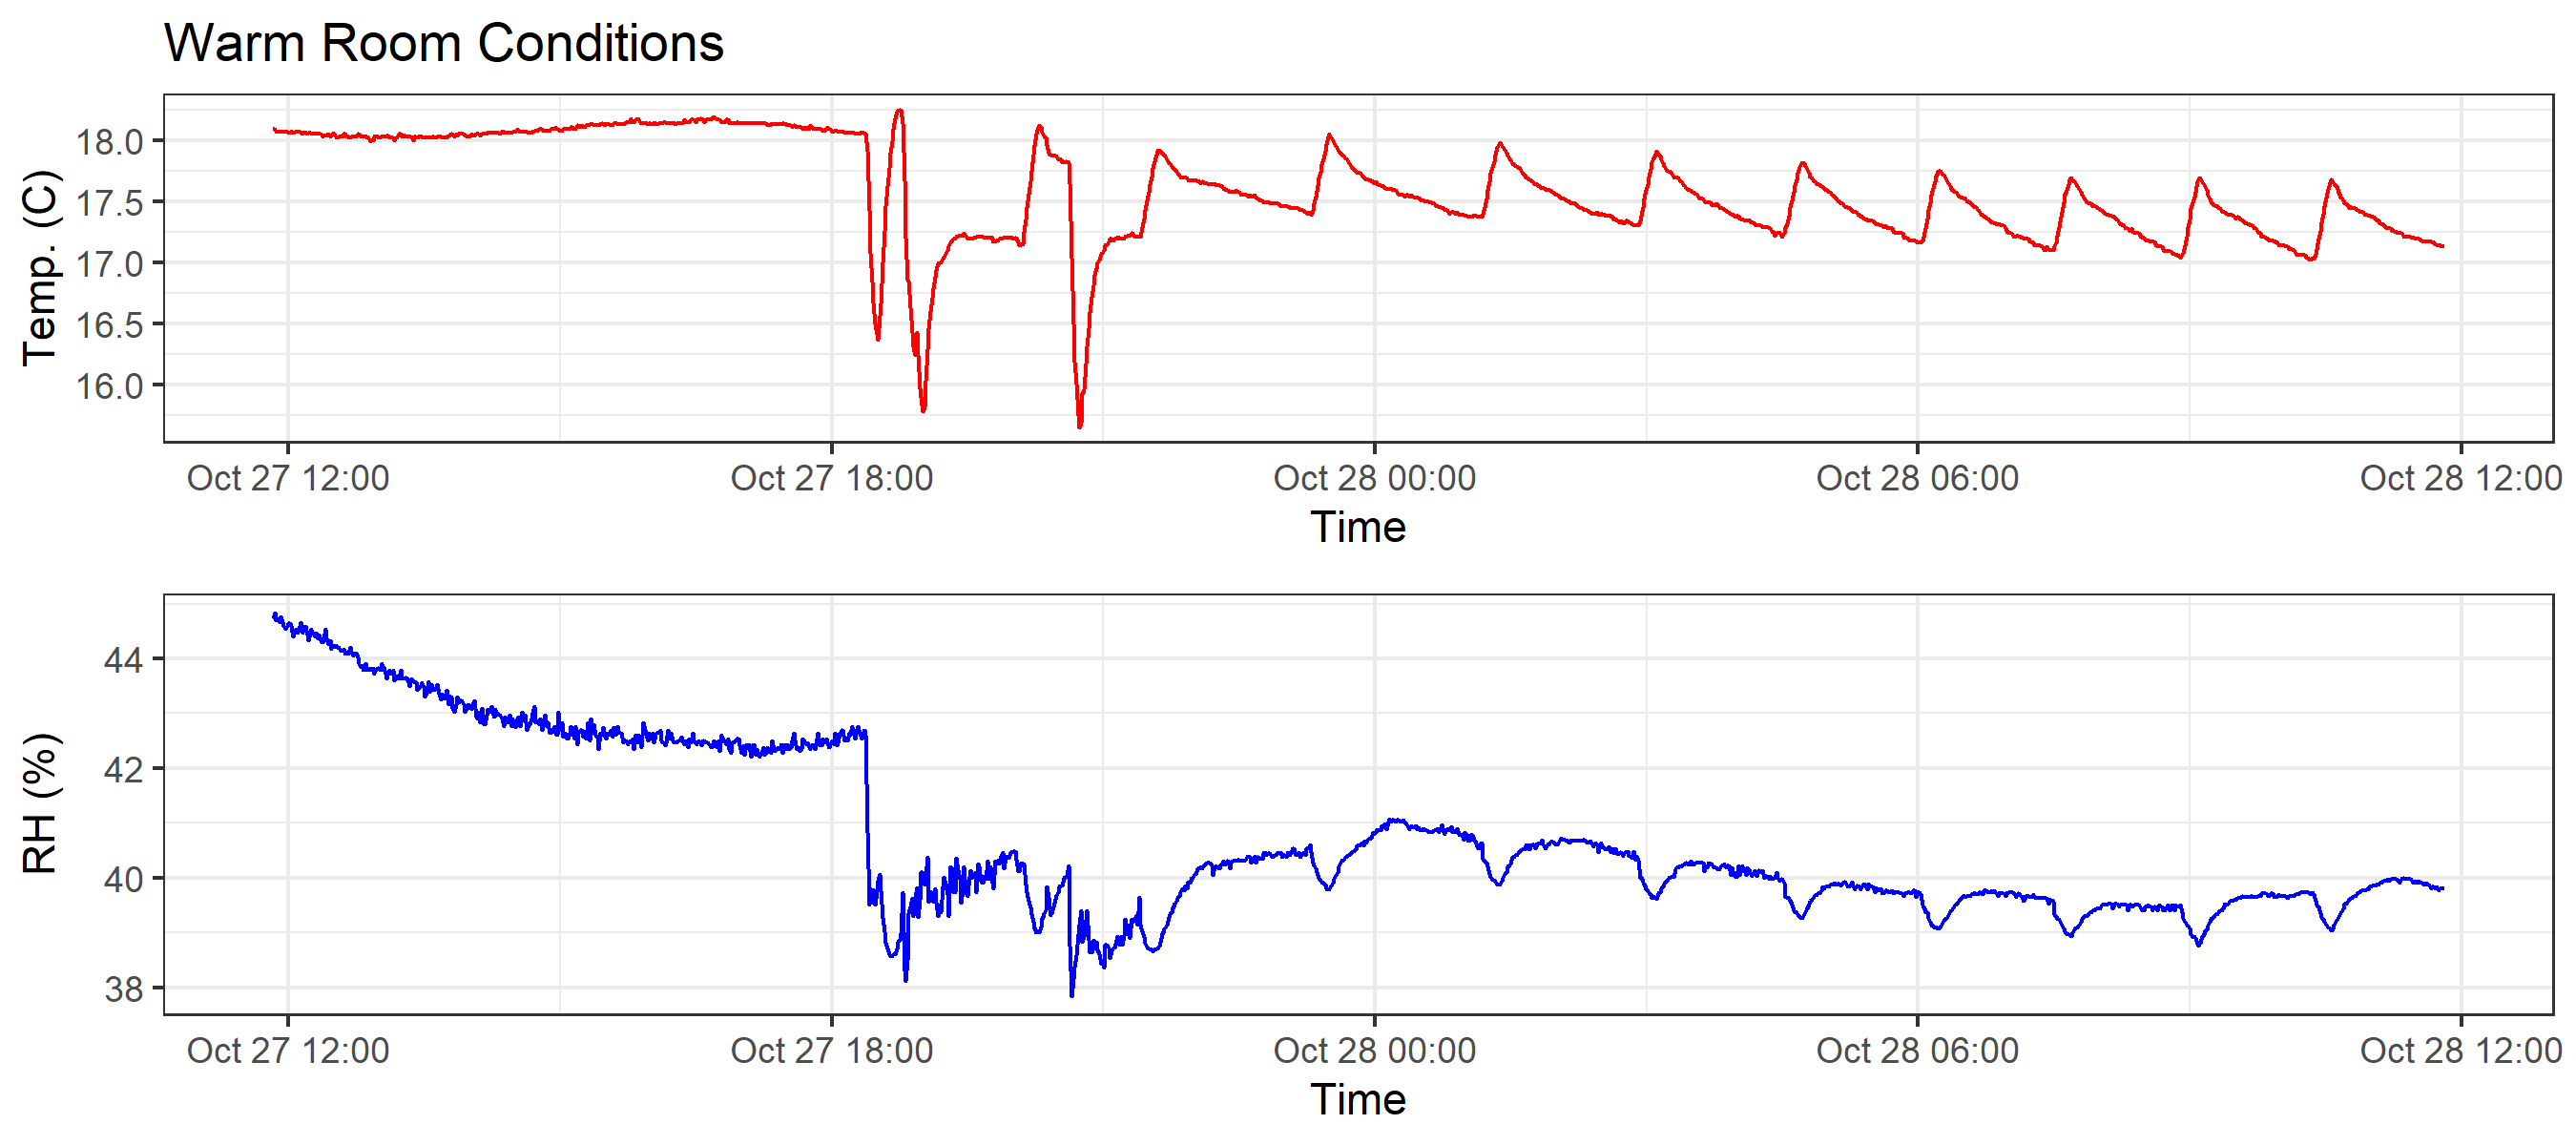 Warm Room Conditions
Temp. (C)
18.0
17.5
17.0
16.5
16.0
Oct 27 12:00 Oct 27 18:00 Oct 28 00:00 Oct 28 06:00 Oct 28 12:00
Time
RH (%)
44
42
40
38
Oct 27 12:00 Oct 27 18:00 Oct 28 00:00 Oct 28 06:00 Oct 28 12:00
Time